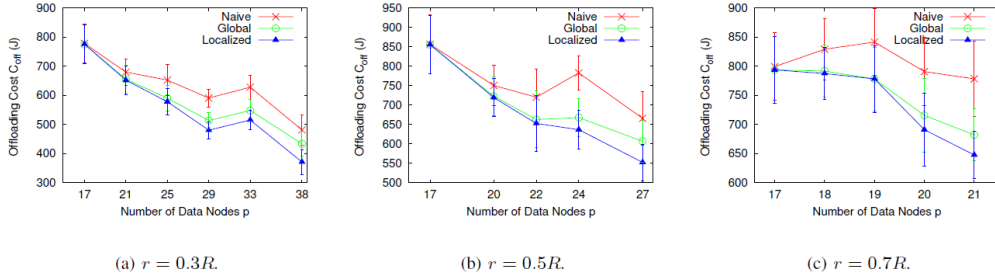 900
800
700
600
500
400
300
Offloading Cost C_off (J)
Naive
Global
Localized
17 21 25 29 33 38
Number of Data Nodes p
(a) r = 0.3R.
950
900
850
800
750
700
650
600
550
500
Offloading Cost C_off (J)
Naive
Global
Localized
17 20 22 24 27
Number of Data Nodes p
(b) r = 0.5R.
900
850
800
750
700
650
600
Offloading Cost C_off (J)
Naive
Global
Localized
17 18 19 20 21
Number of Data Nodes p
(c) r = 0.7R.